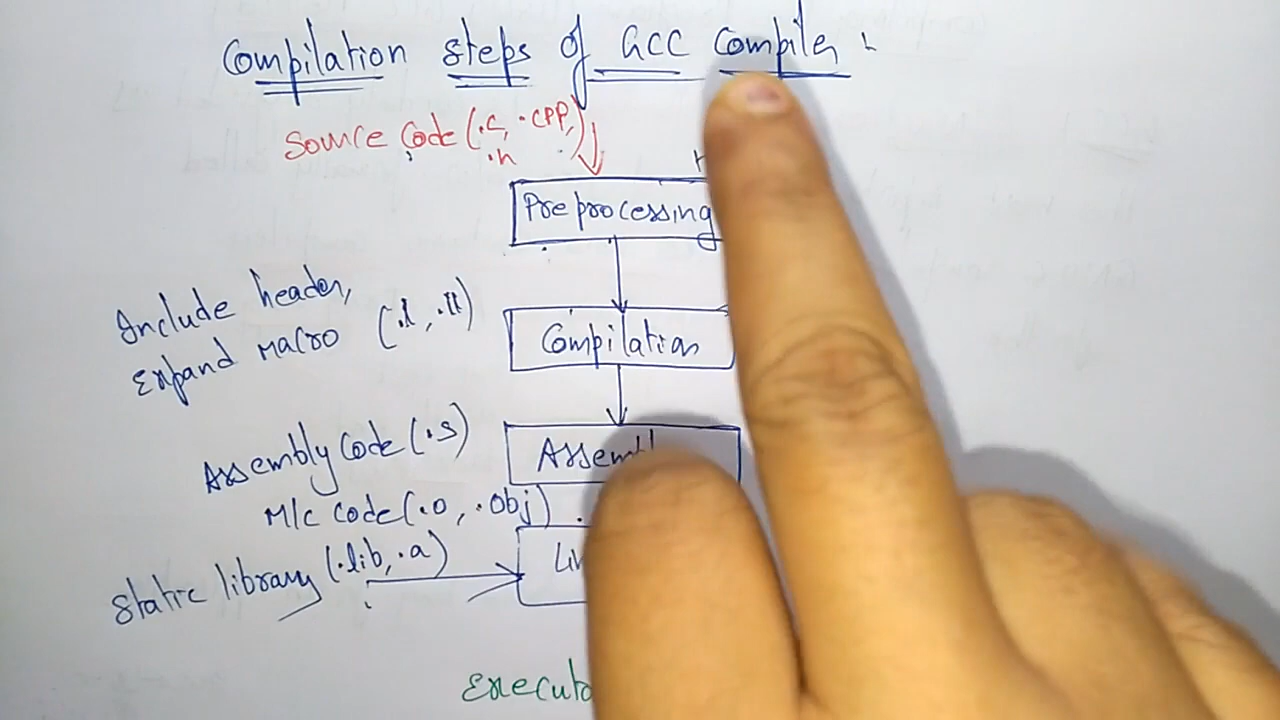 Compilation steps of GCC Compiler :
Source Code (.c, .cpp,
.h )
Preprocessing
Include header,
Expand Macro (.i, .ii)
Compilation
Assembly Code (.s)
M/c code (.o, .obj)
static library (.lib, .a)